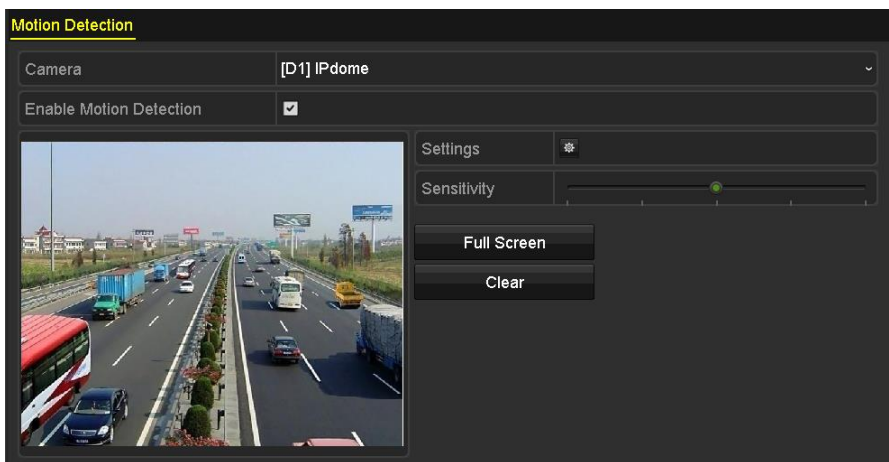 Motion Detection
Camera
[D1] IPdome
Enable Motion Detection
Settings
Sensitivity
Full Screen
Clear